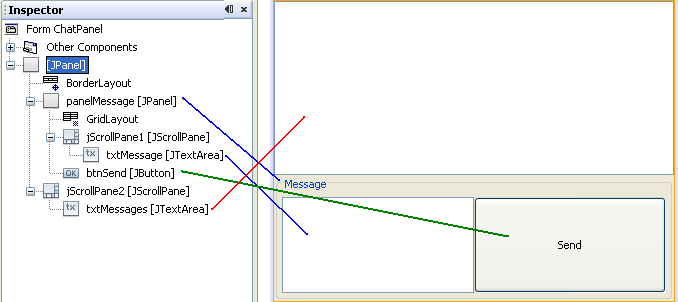 Inspector
Form ChatPanel
Other Components
[JPanel]
BorderLayout
panelMessage [JPanel]
GridLayout
jScrollPane1 [JScrollPane]
txtMessage [JTextArea]
btnSend [JButton]
jScrollPane2 [JScrollPane]
txtMessages [JTextArea]
Message
Send